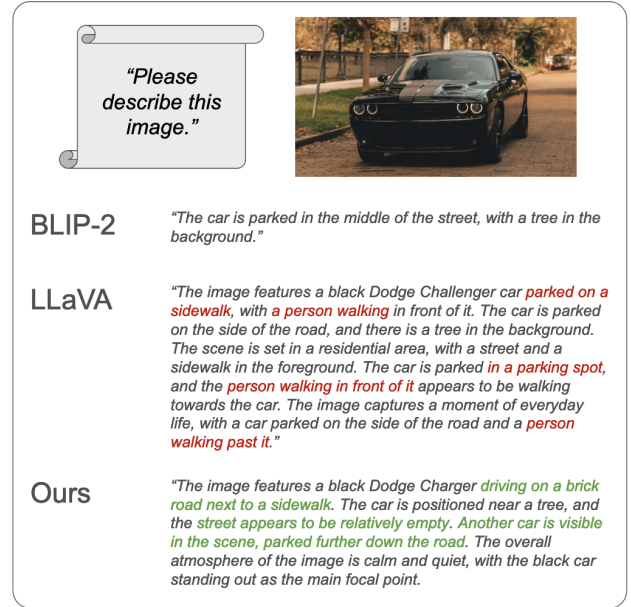 “Please
describe this
image.”
BLIP-2
“The car is parked in the middle of the street, with a tree in the
background.”
LLaVA
“The image features a black Dodge Challenger car parked on a
sidewalk, with a person walking in front of it. The car is parked
on the side of the road, and there is a tree in the background.
The scene is set in a residential area, with a street and a
sidewalk in the foreground. The car is parked in a parking spot,
and the person walking in front of it appears to be walking
towards the car. The image captures a moment of everyday
life, with a car parked on the side of the road and a person
walking past it.”
Ours
“The image features a black Dodge Charger driving on a brick
road next to a sidewalk. The car is positioned near a tree, and
the street appears to be relatively empty. Another car is visible
in the scene, parked further down the road. The overall
atmosphere of the image is calm and quiet, with the black car
standing out as the main focal point.